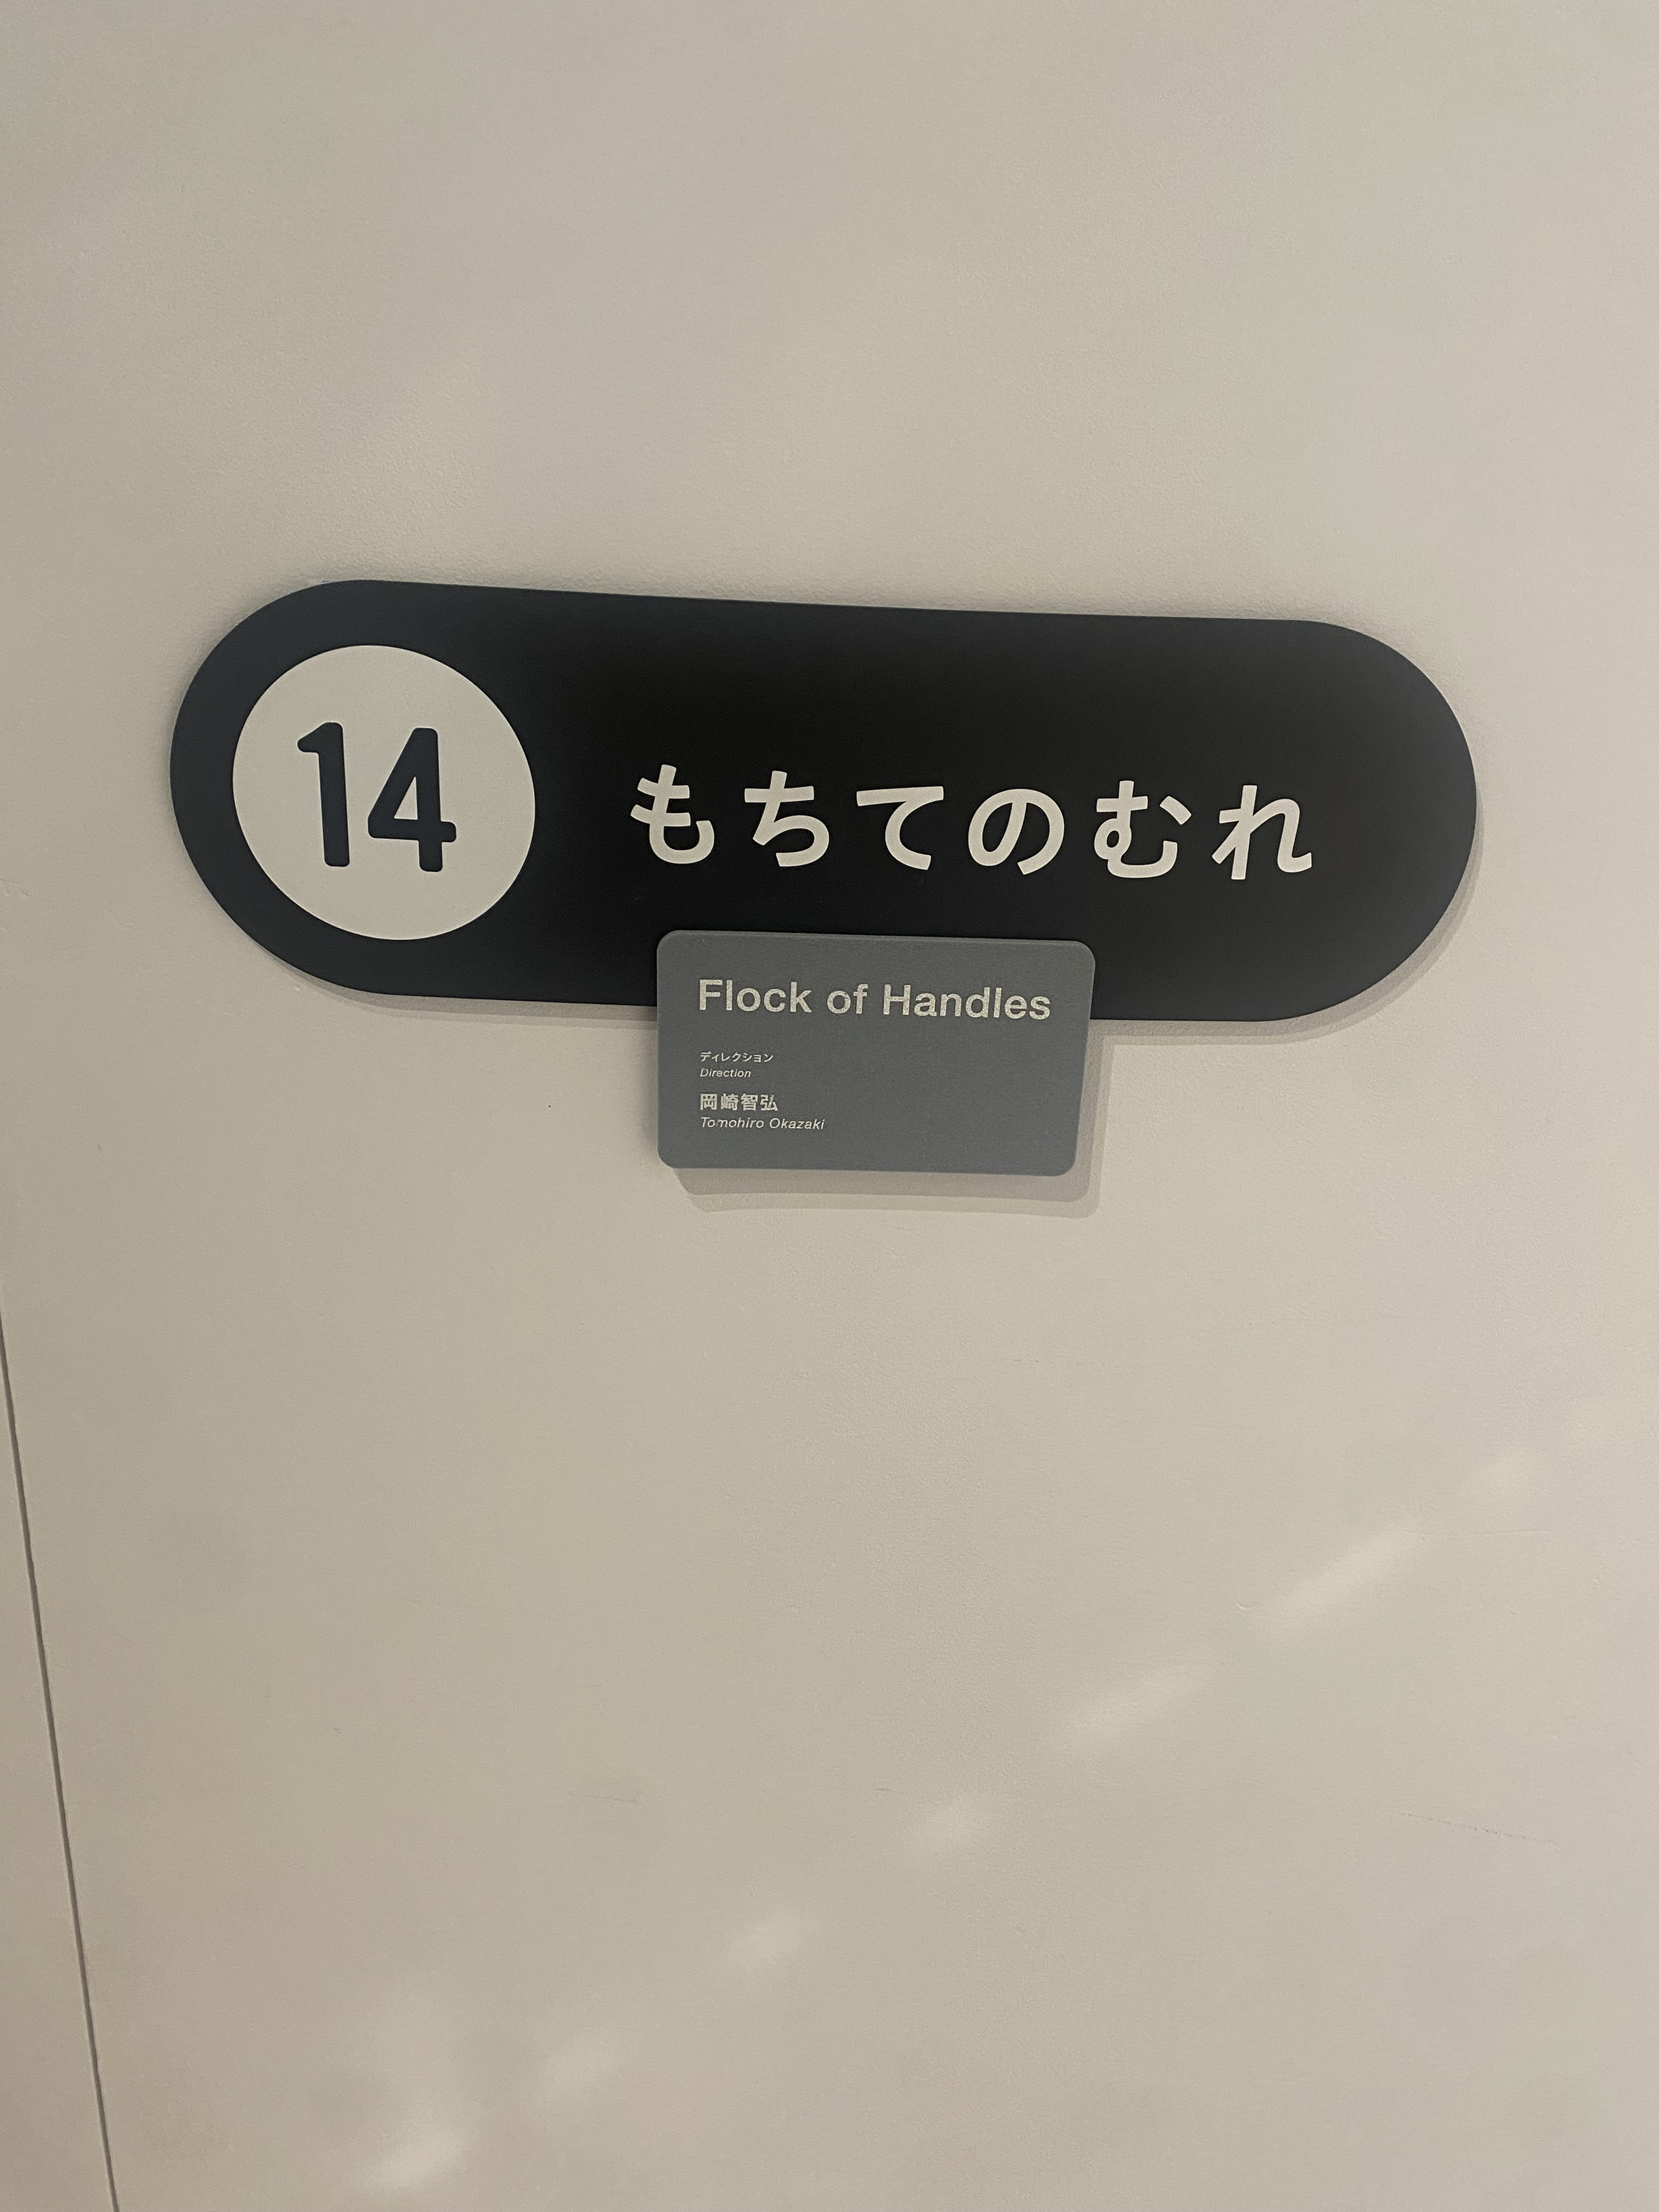 14
もちてのむれ
Flock of Handles
ディレクション
Direction
岡崎智弘
Tomohiro Okazaki